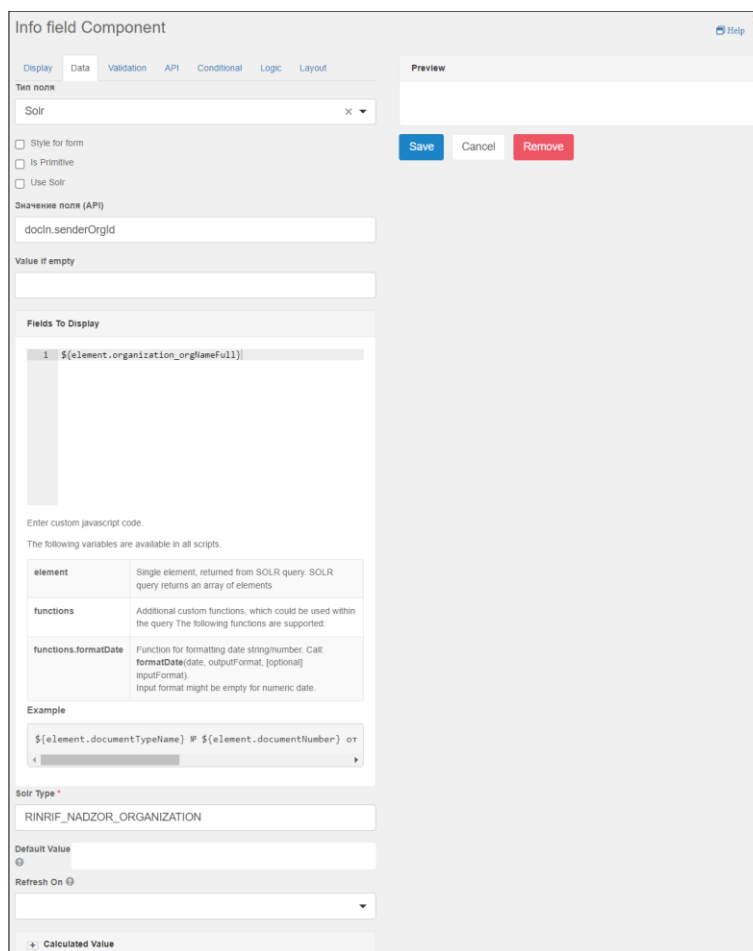 Info field Component
Help
Display Data Validation API Conditional Logic Layout
Тип поля
Solr
Style for form
Is Primitive
Use Solr
Значение поля (API)
docIn.senderOrgId
Value if empty
Fields To Display
1 ${element.organization_orgNameFull}
Enter custom javascript code.
The following variables are available in all scripts.
element Single element, returned from SOLR query. SOLR
query returns an array of elements
functions Additional custom functions, which could be used within
the query The following functions are supported:
functions.formatDate Function for formatting date string/number. Call:
formatDate(date, outputFormat, [optional]
inputFormat).
Input format might be empty for numeric date.
Example
${element.documentTypeName} № ${element.documentNumber} от
Solr Type *
RINRIF_NADZOR_ORGANIZATION
Default Value
Refresh On
Calculated Value
Preview
Save Cancel Remove